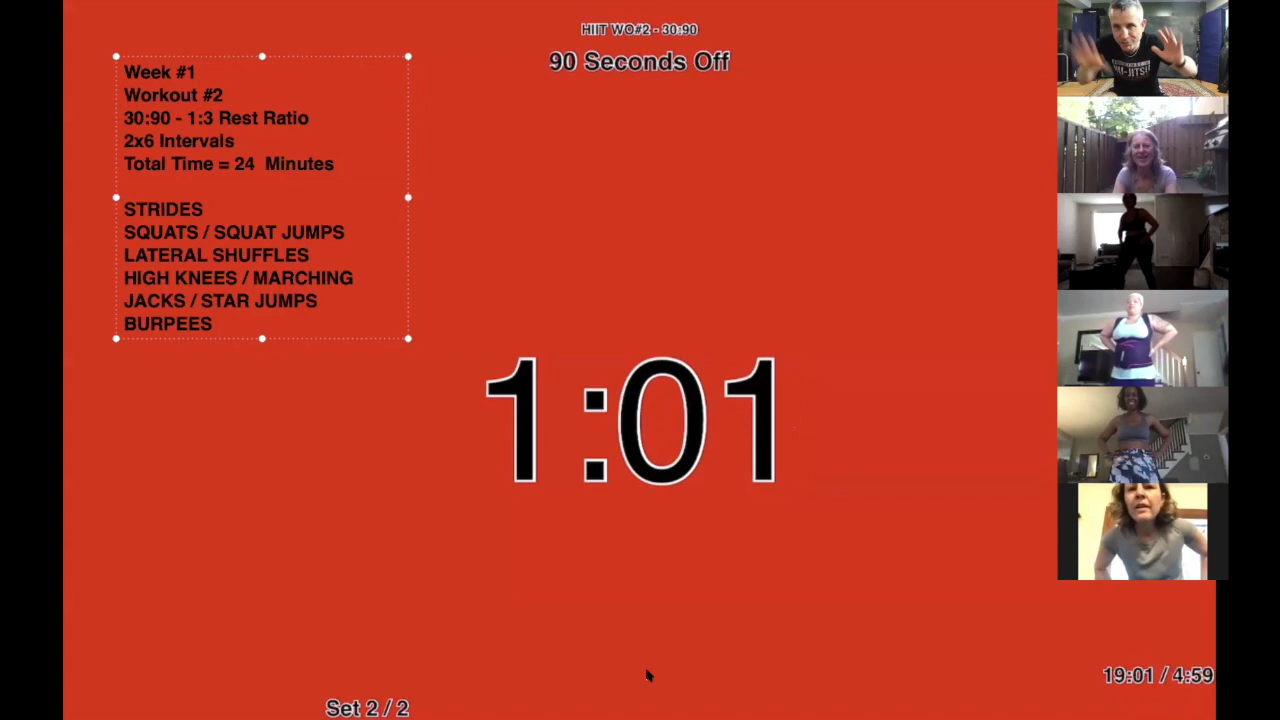 HIIT WO#2 - 30:90
90 Seconds Off
Week #1
Workout #2
30:90 - 1:3 Rest Ratio
2x6 Intervals
Total Time = 24 Minutes
STRIDES
SQUATS / SQUAT JUMPS
LATERAL SHUFFLES
HIGH KNEES / MARCHING
JACKS / STAR JUMPS
BURPEES
1:01
19:01 / 4:59
Set 2 / 2